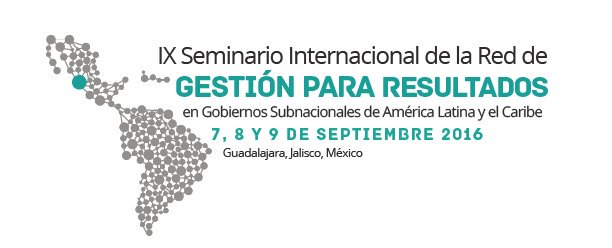 IX Seminario Internacional de la Red de
GESTIÓN PARA RESULTADOS
en Gobiernos Subnacionales de América Latina y el Caribe
7, 8 Y 9 DE SEPTIEMBRE 2016
Guadalajara, Jalisco, México